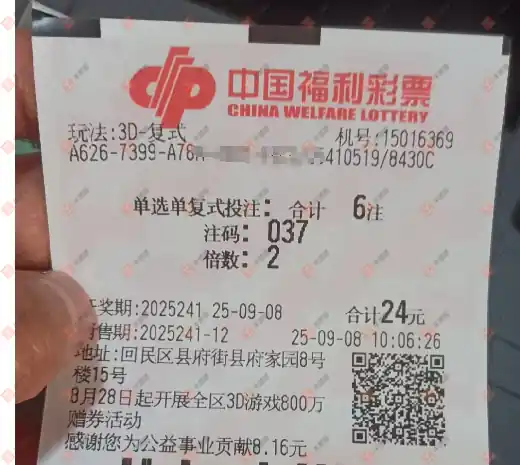 中国福利彩票
CHINA WELFARE LOTTERY
玩法:3D-复式
机号:15016369
A626-7399-A76 410519/8430C
单选单复式投注: 合计 6注
注码: 037
倍数: 2
奖期:2025241 25-09-08
合计24元
售期:2025241-12
25-09-08 10:06:26
地址:回民区县府街县府家园8号
楼15号
8月28日起开展全区3D游戏800万
赠券活动
感谢您为公益事业贡献8.16元